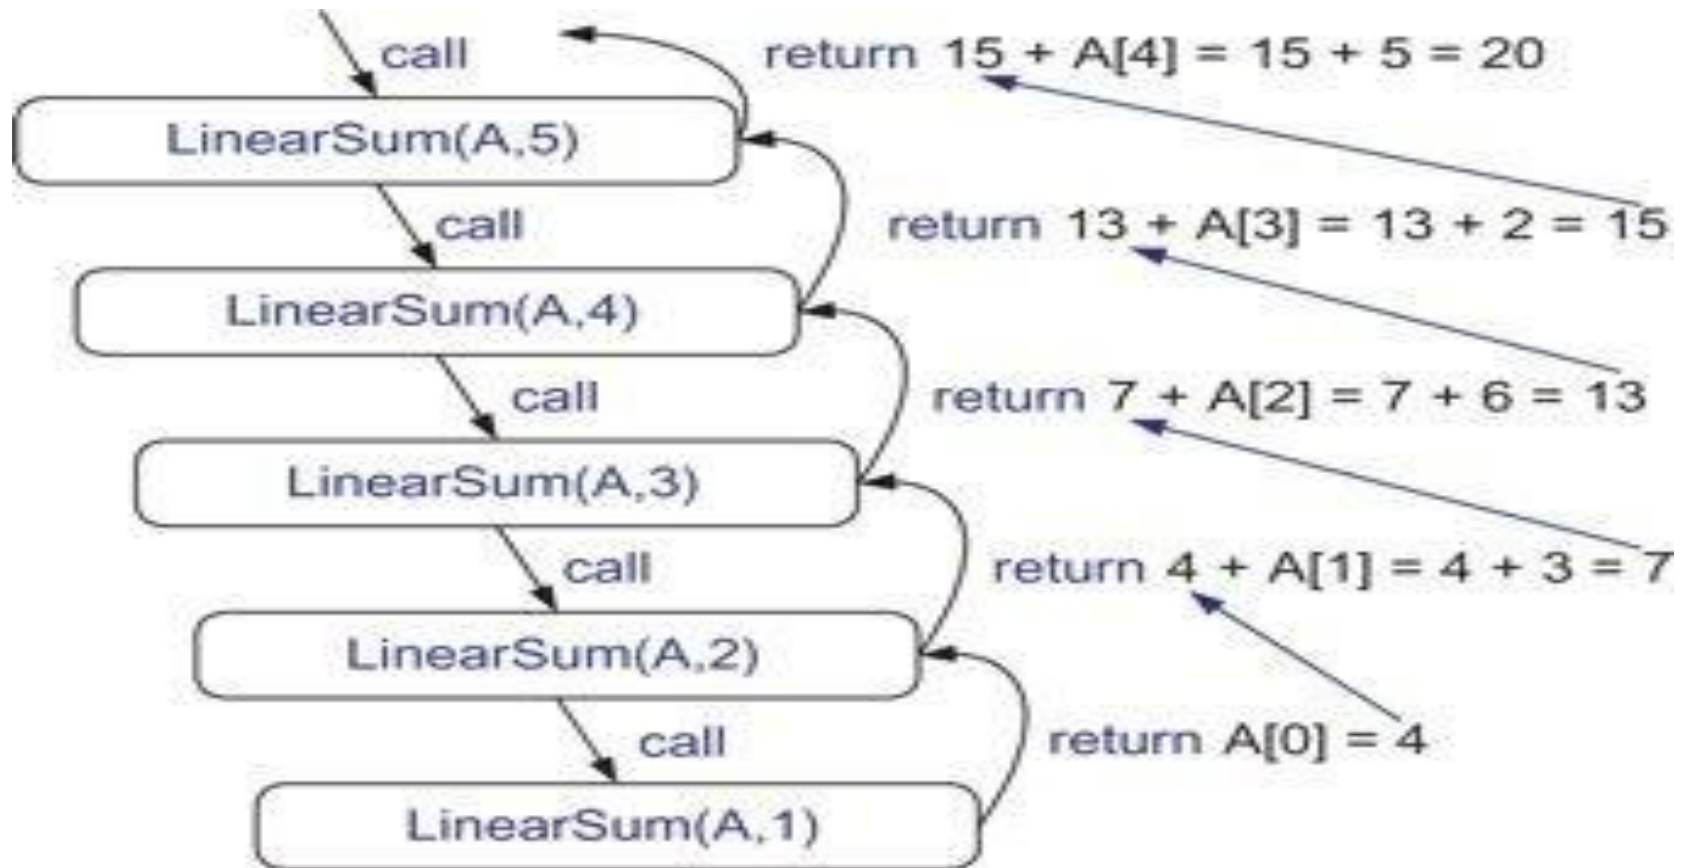 call
return 15 + A[4] = 15 + 5 = 20
LinearSum(A,5)
call
return 13 + A[3] = 13 + 2 = 15
LinearSum(A,4)
call
return 7 + A[2] = 7 + 6 = 13
LinearSum(A,3)
call
return 4 + A[1] = 4 + 3 = 7
LinearSum(A,2)
call
return A[0] = 4
LinearSum(A,1)